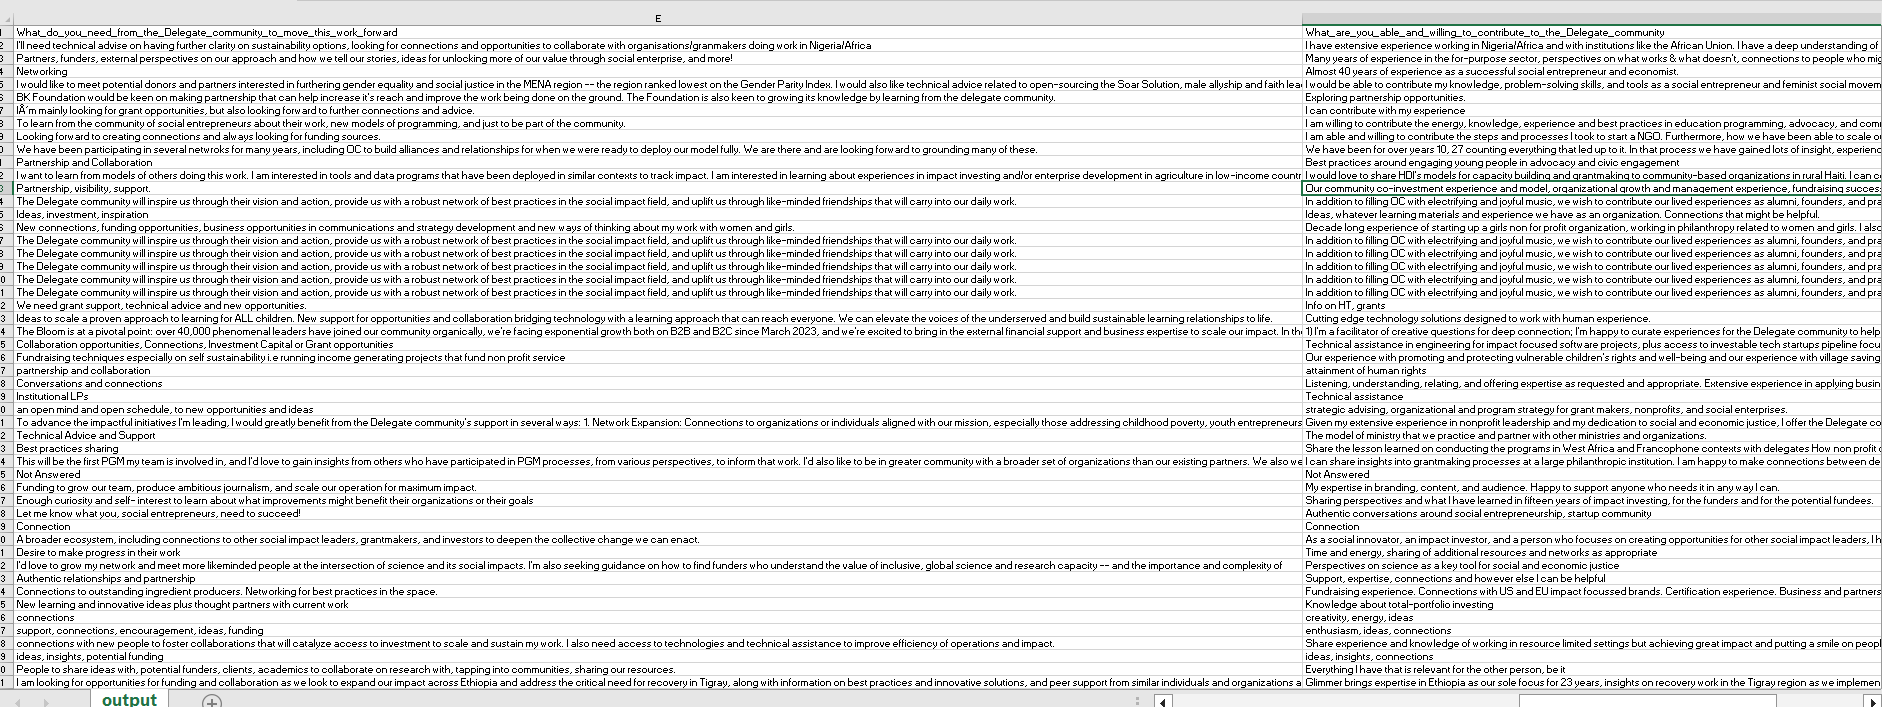 E
What_do_you_need_from_the_Delegate_community_to_move_this_work_forward What_are_you_able_and_willing_to_contribute_to_the_Delegate_community
2 I'll need technical advise on having further clarity on sustainability options, looking for connections and opportunities to collaborate with organisations/granmakers doing work in Nigeria/Africa I have extensive experience working in Nigeria/Africa and with institutions like the African Union. I have a deep understanding of
3 Partners, funders, external perspectives on our approach and how we tell our stories, ideas for unlocking more of our value through social enterprise, and more! Many years of experience in the for-purpose sector, perspectives on what works & what doesn't, connections to people who mig
4 Networking Almost 40 years of experience as a successful social entrepreneur and economist.
5 I would like to meet potential donors and partners interested in furthering gender equality and social justice in the MENA region -- the region ranked lowest on the Gender Parity Index. I would also like technical advice related to open-sourcing the Soar Solution, male allyship and faith lea I would be able to contribute my knowledge, problem-solving skills, and tools as a social entrepreneur and feminist social movem
6 BK Foundation would be keen on making partnership that can help increase it's reach and improve the work being done on the ground. The Foundation is also keen to growing its knowledge by learning from the delegate community. Exploring partnership opportunities.
7 IÂ´m mainly looking for grant opportunities, but also looking forward to further connections and advice. I can contribute with my experience
8 To learn from the community of social entrepreneurs about their work, new models of programming, and just to be part of the community. I am willing to contribute the energy, knowledge, experience and best practices in education programming, advocacy, and com
9 Looking forward to creating connections and always looking for funding sources. I am able and willing to contribute the steps and processes I took to start a NGO. Furthermore, how we have been able to scale o
0 We have been participating in several netwroks for many years, including OC to build alliances and relationships for when we were ready to deploy our model fully. We are there and are looking forward to grounding many of these. We have been for over years 10, 27 counting everything that led up to it. In that process we have gained lots of insight, experienc
1 Partnership and Collaboration Best practices around engaging young people in advocacy and civic engagement
2 I want to learn from models of others doing this work. I am interested in tools and data programs that have been deployed in similar contexts to track impact. I am interested in learning about experiences in impact investing and/or enterprise development in agriculture in low-income countr I would love to share HDI's models for capacity building and grantmaking to community-based organizations in rural Haiti. I can c
3 Partnership, visibility, support. Our community co-investment experience and model, organizational growth and management experience, fundraising succes
4 The Delegate community will inspire us through their vision and action, provide us with a robust network of best practices in the social impact field, and uplift us through like-minded friendships that will carry into our daily work. In addition to filling OC with electrifying and joyful music, we wish to contribute our lived experiences as alumni, founders, and pra
5 Ideas, investment, inspiration Ideas, whatever learning materials and experience we have as an organization. Connections that might be helpful.
6 New connections, funding opportunities, business opportunities in communications and strategy development and new ways of thinking about my work with women and girls. Decade long experience of starting up a girls non for profit organization, working in philanthropy related to women and girls. I also
7 The Delegate community will inspire us through their vision and action, provide us with a robust network of best practices in the social impact field, and uplift us through like-minded friendships that will carry into our daily work. In addition to filling OC with electrifying and joyful music, we wish to contribute our lived experiences as alumni, founders, and pra
8 The Delegate community will inspire us through their vision and action, provide us with a robust network of best practices in the social impact field, and uplift us through like-minded friendships that will carry into our daily work. In addition to filling OC with electrifying and joyful music, we wish to contribute our lived experiences as alumni, founders, and pra
9 The Delegate community will inspire us through their vision and action, provide us with a robust network of best practices in the social impact field, and uplift us through like-minded friendships that will carry into our daily work. In addition to filling OC with electrifying and joyful music, we wish to contribute our lived experiences as alumni, founders, and pra
0 The Delegate community will inspire us through their vision and action, provide us with a robust network of best practices in the social impact field, and uplift us through like-minded friendships that will carry into our daily work. In addition to filling OC with electrifying and joyful music, we wish to contribute our lived experiences as alumni, founders, and pra
1 The Delegate community will inspire us through their vision and action, provide us with a robust network of best practices in the social impact field, and uplift us through like-minded friendships that will carry into our daily work. In addition to filling OC with electrifying and joyful music, we wish to contribute our lived experiences as alumni, founders, and pra
2 We need grant support, technical advice and new opportunities. Info on HT, grants
3 Ideas to scale a proven approach to learning for ALL children. New support for opportunities and collaboration bridging technology with a learning approach that can reach everyone. We can elevate the voices of the underserved and build sustainable learning relationships to life. Cutting edge technology solutions designed to work with human experience.
4 The Bloom is at a pivotal point: over 40,000 phenomenal leaders have joined our community organically, we're facing exponential growth both on B2B and B2C since March 2023, and we're excited to bring in the external financial support and business expertise to scale our impact. In th 1) I'm a facilitator of creative questions for deep connection; I'm happy to curate experiences for the Delegate community to help
5 Collaboration opportunities, Connections, Investment Capital or Grant opportunities Technical assistance in engineering for impact focused software projects, plus access to investable tech startups pipeline focu
6 Fundraising techniques especially on self sustainability i.e running income generating projects that fund non profit service Our experience with promoting and protecting vulnerable children's rights and well-being and our experience with village saving
7 partnership and collaboration attainment of human rights
8 Conversations and connections Listening, understanding, relating, and offering expertise as requested and appropriate. Extensive experience in applying busin
9 Institutional LPs Technical assistance
0 an open mind and open schedule, to new opportunities and ideas strategic advising, organizational and program strategy for grant makers, nonprofits, and social enterprises.
1 To advance the impactful initiatives I'm leading, I would greatly benefit from the Delegate community's support in several ways: 1. Network Expansion: Connections to organizations or individuals aligned with our mission, especially those addressing childhood poverty, youth entrepreneurs Given my extensive experience in nonprofit leadership and my dedication to social and economic justice, I offer the Delegate co
2 Technical Advice and Support The model of ministry that we practice and partner with other ministries and organizations.
3 Best practices sharing Share the lesson learned on conducting the programs in West Africa and Francophone contexts with delegates How non profit
4 This will be the first PGM my team is involved in, and I'd love to gain insights from others who have participated in PGM processes, from various perspectives, to inform that work. I'd also like to be in greater community with a broader set of organizations than our existing partners. We also we I can share insights into grantmaking processes at a large philanthropic institution. I am happy to make connections between de
5 Not Answered Not Answered
6 Funding to grow our team, produce ambitious journalism, and scale our operation for maximum impact. My expertise in branding, content, and audience. Happy to support anyone who needs it in any way I can.
7 Enough curiosity and self- interest to learn about what improvements might benefit their organizations or their goals Sharing perspectives and what I have learned in fifteen years of impact investing, for the funders and for the potential fundees.
8 Let me know what you, social entrepreneurs, need to succeed! Authentic conversations around social entrepreneurship, startup community
9 Connection Connection
0 A broader ecosystem, including connections to other social impact leaders, grantmakers, and investors to deepen the collective change we can enact. As a social innovator, an impact investor, and a person who focuses on creating opportunities for other social impact leaders, I h
1 Desire to make progress in their work Time and energy, sharing of additional resources and networks as appropriate
2 I'd love to grow my network and meet more likeminded people at the intersection of science and its social impacts. I'm also seeking guidance on how to find funders who understand the value of inclusive, global science and research capacity -- and the importance and complexity of Perspectives on science as a key tool for social and economic justice
3 Authentic relationships and partnership Support, expertise, connections and however else I can be helpful
4 Connections to outstanding ingredient producers. Networking for best practices in the space. Fundraising experience. Connections with US and EU impact focussed brands. Certification experience. Business and partners
5 New learning and innovative ideas plus thought partners with current work Knowledge about total-portfolio investing
6 connections creativity, energy, ideas
7 support, connections, encouragement, ideas, funding enthusiasm, ideas, connections
8 connections with new people to foster collaborations that will catalyze access to investment to scale and sustain my work. I also need access to technologies and technical assistance to improve efficiency of operations and impact. Share experience and knowledge of working in resource limited settings but achieving great impact and putting a smile on peopl
9 ideas, insights, potential funding ideas, insights, connections
0 People to share ideas with, potential funders, clients, academics to collaborate on research with, tapping into communities, sharing our resources. Everything I have that is relevant for the other person, be it
1 I am looking for opportunities for funding and collaboration as we look to expand our impact across Ethiopia and address the critical need for recovery in Tigray, along with information on best practices and innovative solutions, and peer support from similar individuals and organizations a Glimmer brings expertise in Ethiopia as our sole focus for 23 years, insights on recovery work in the Tigray region as we implemen
output